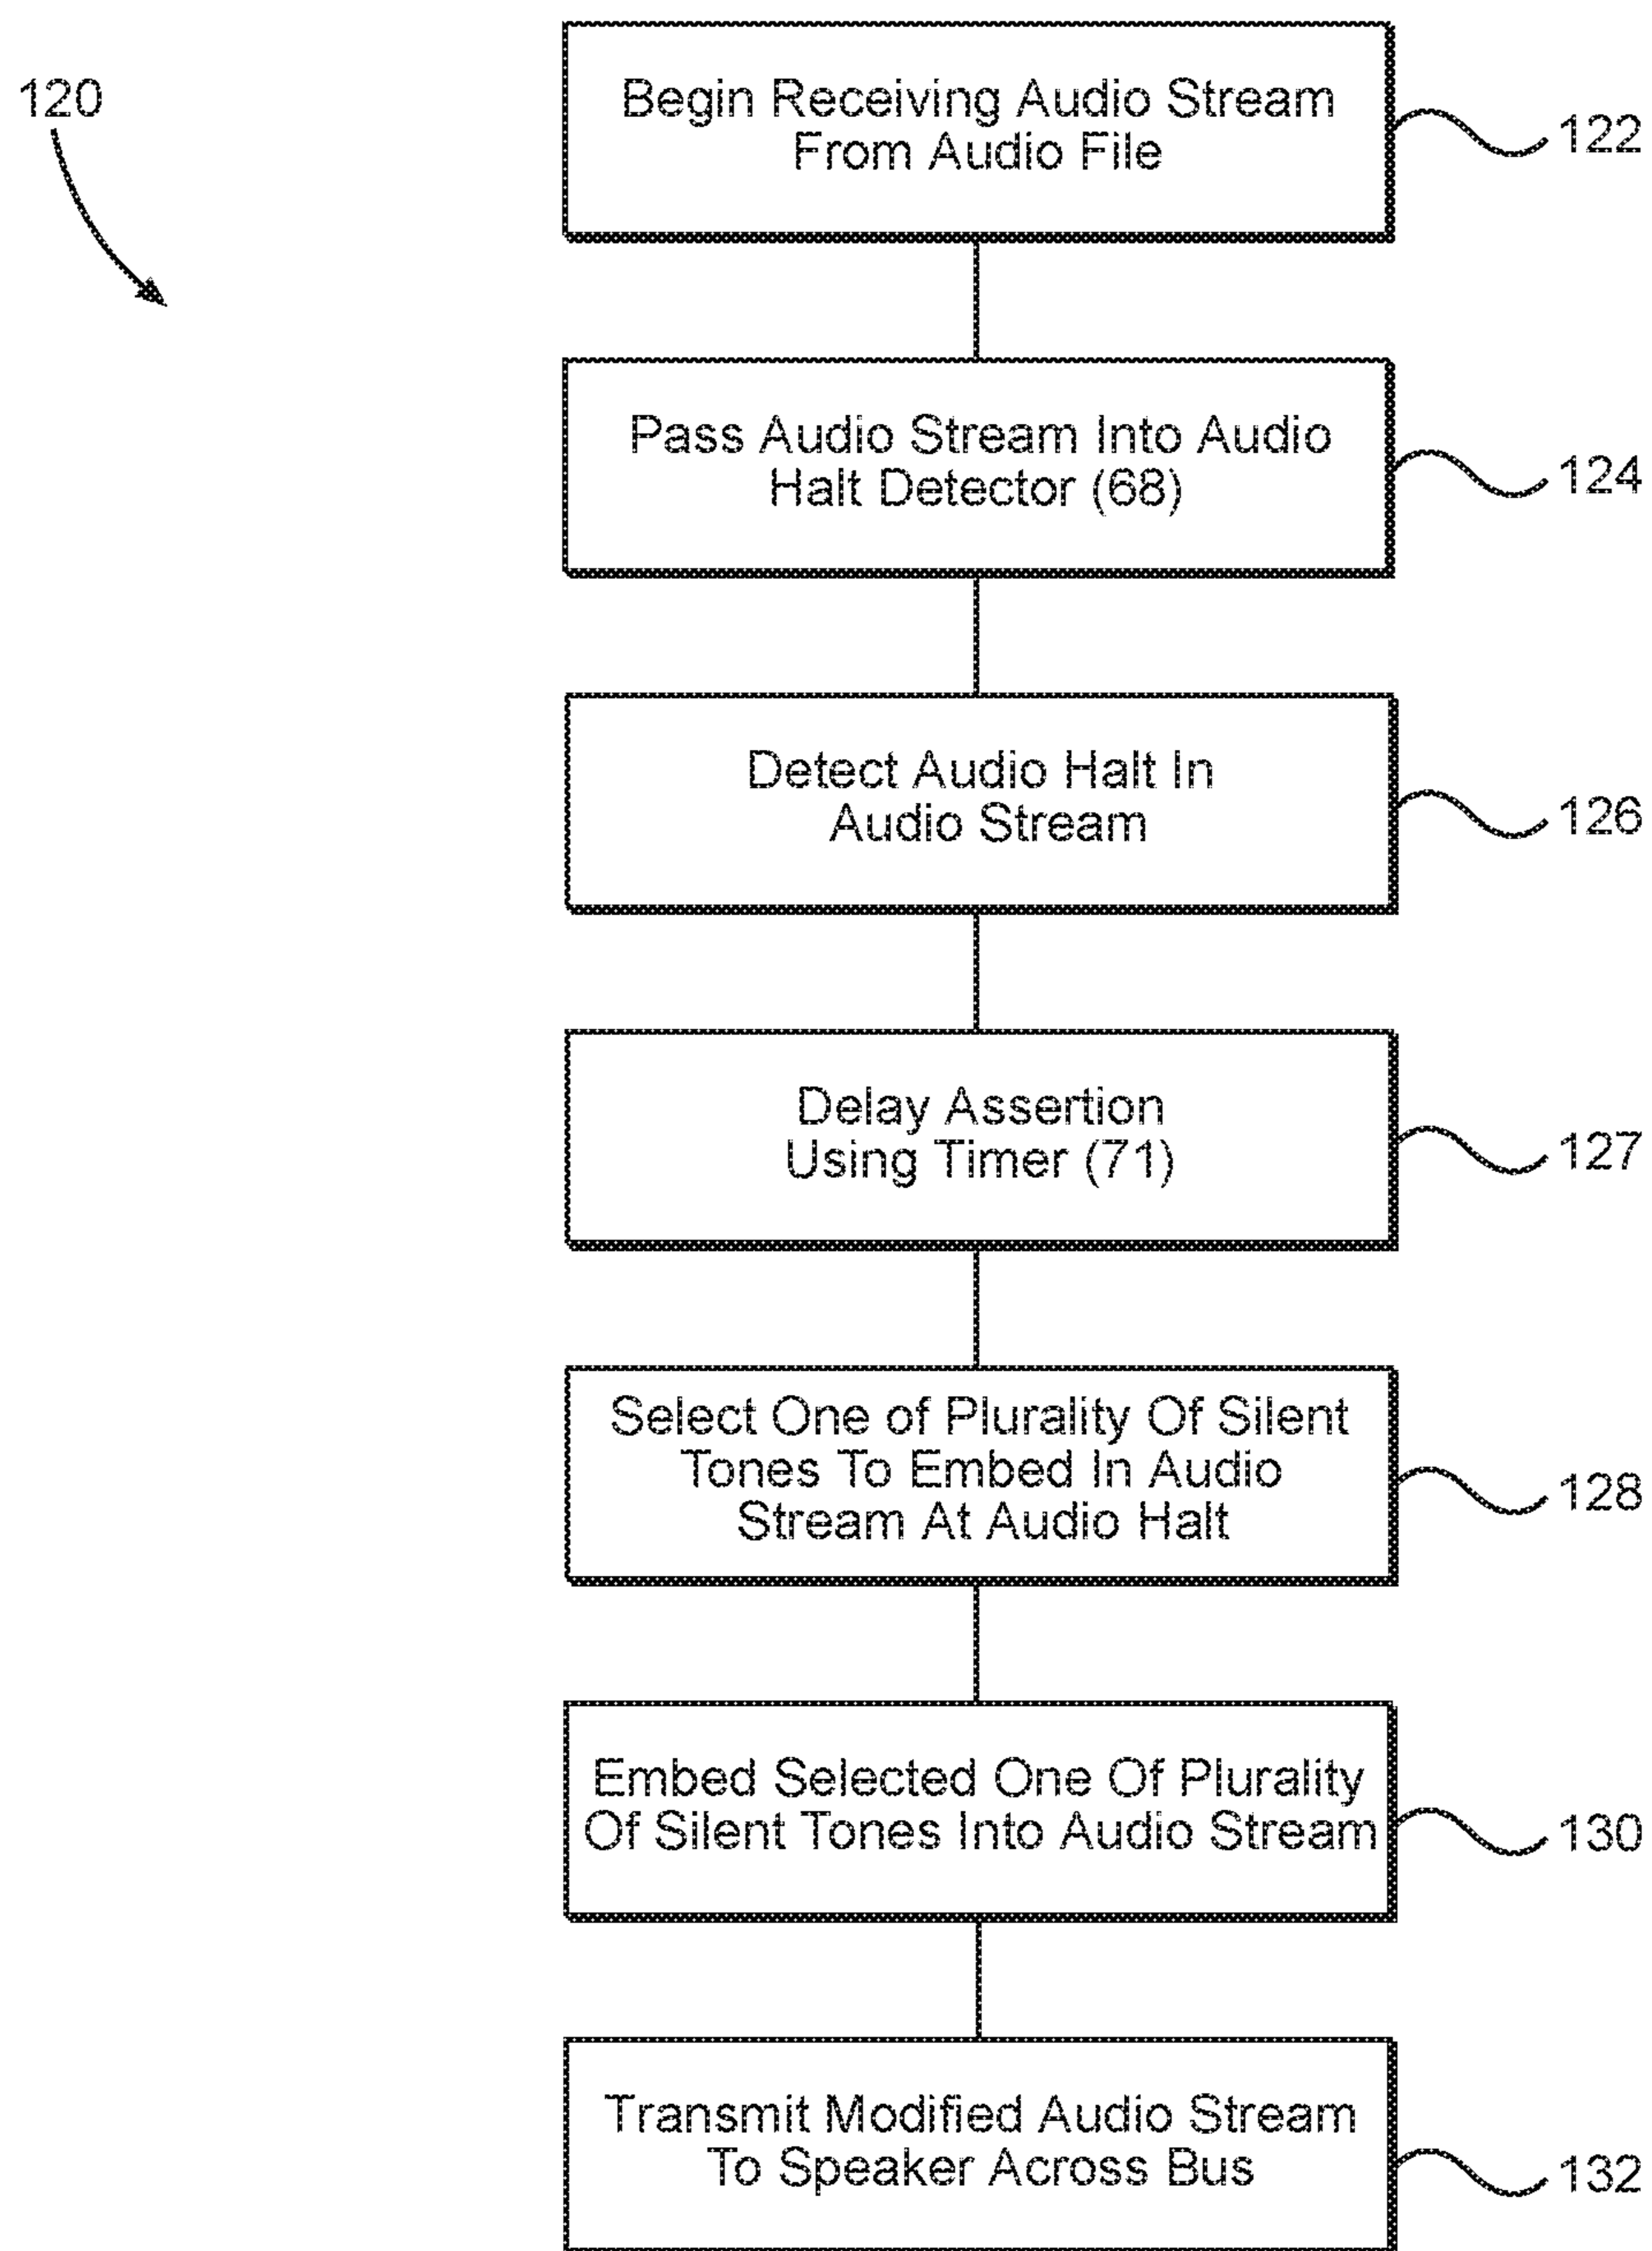 120
Begin Receiving Audio Stream
From Audio File
122
Pass Audio Stream Into Audio
Halt Detector (68)
124
Detect Audio Halt In
Audio Stream
126
Delay Assertion
Using Timer (71)
127
Select One of Plurality Of Silent
Tones To Embed In Audio
Stream At Audio Halt
128
Embed Selected One Of Plurality
Of Silent Tones Into Audio Stream
130
Transmit Modified Audio Stream
To Speaker Across Bus
132